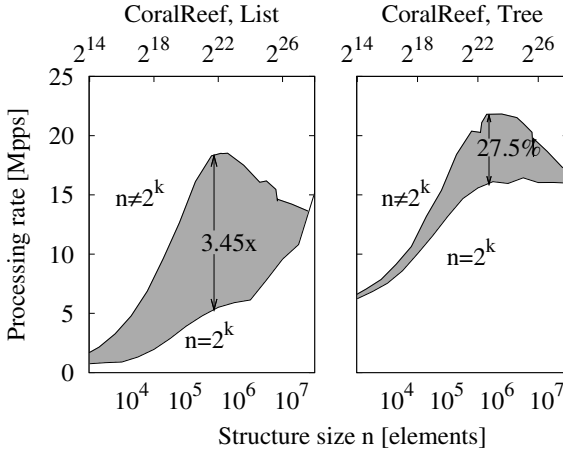 CoralReef, List
CoralReef, Tree
2^14 2^18 2^22 2^26
2^14 2^18 2^23 2^26
Processing rate [Mpps]
25
20
15
10
5
0
n≠2^k
3.45x
n=2^k
n≠2^k
27.5%
n=2^k
10^4 10^5 10^6 10^7
10^4 10^5 10^6 10^7
Structure size n [elements]